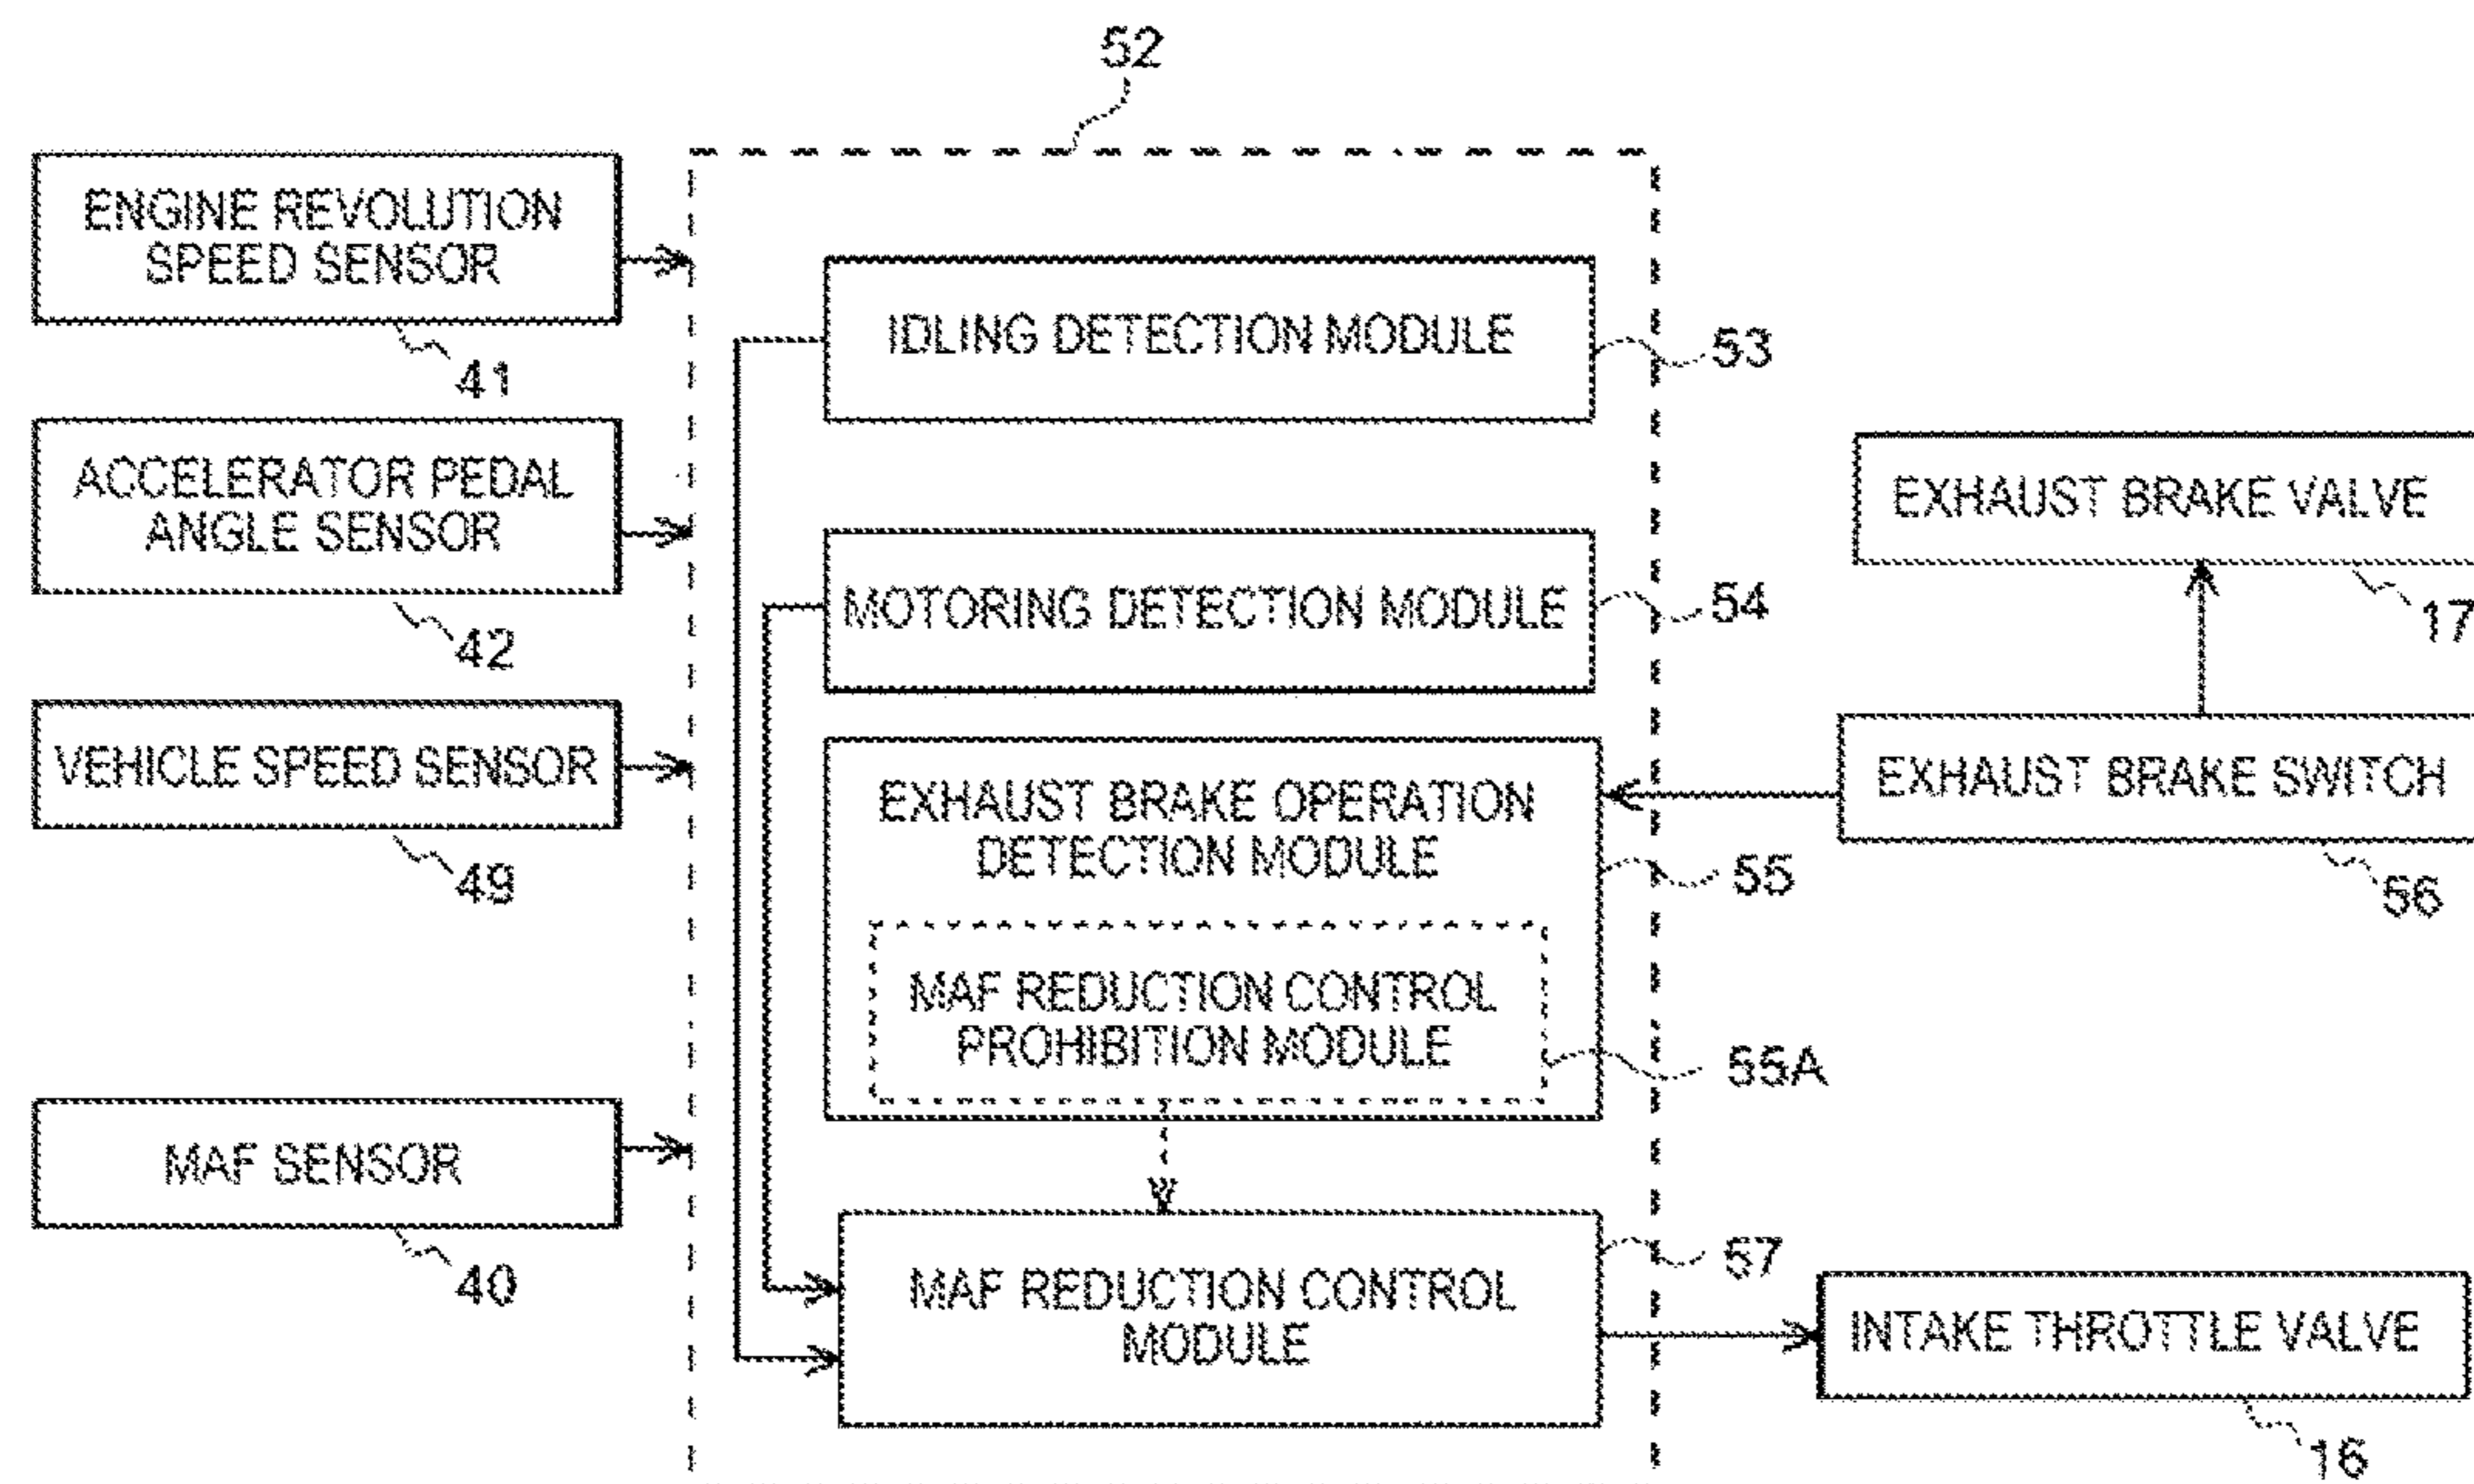 52
ENGINE REVOLUTION
SPEED SENSOR
41
ACCELERATOR PEDAL
ANGLE SENSOR
42
VEHICLE SPEED SENSOR
49
MAF SENSOR
40
IDLING DETECTION MODULE
53
MOTORING DETECTION MODULE
54
EXHAUST BRAKE OPERATION
DETECTION MODULE
55
MAF REDUCTION CONTROL
PROHIBITION MODULE
55A
MAF REDUCTION CONTROL
MODULE
57
EXHAUST BRAKE VALVE
17
EXHAUST BRAKE SWITCH
56
INTAKE THROTTLE VALVE
16